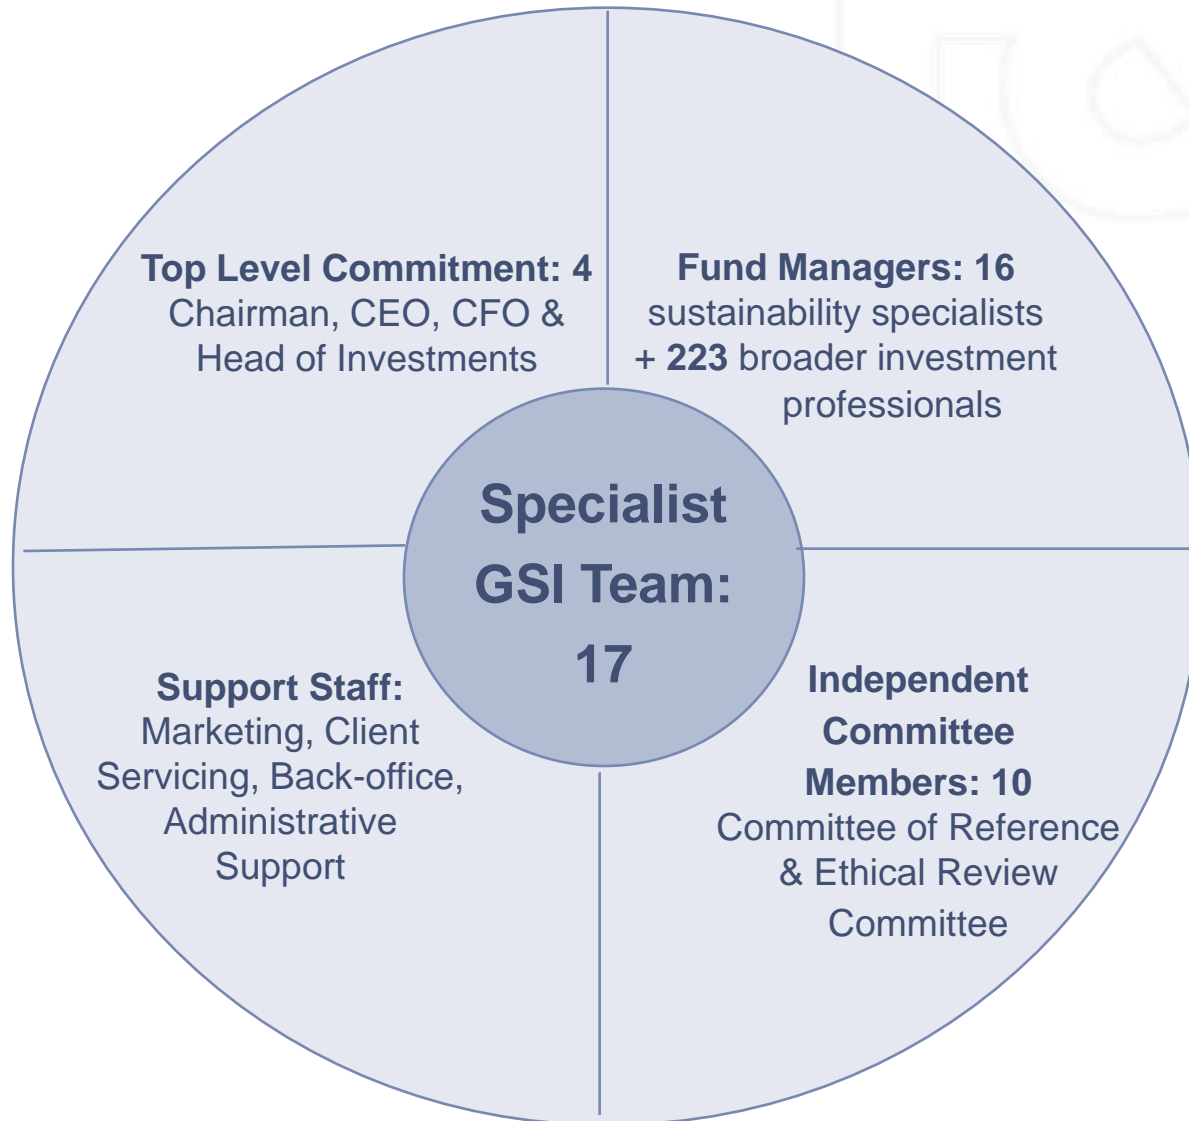 Top Level Commitment: 4
Chairman, CEO, CFO &
Head of Investments
Fund Managers: 16
sustainability specialists
+ 223 broader investment
professionals
Specialist
GSI Team:
17
Support Staff:
Marketing, Client
Servicing, Back-office,
Administrative
Support
Independent
Committee
Members: 10
Committee of Reference
& Ethical Review
Committee